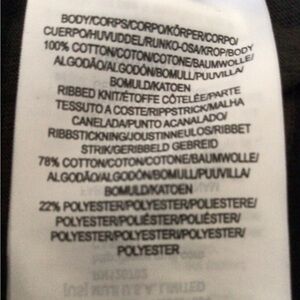 BODY/CORPS/CORPO/KÖRPER/CORPO/
CUERPO/HUVUDDEL/RUNKO-OSA/KROP/BODY
100% COTTON/COTON/COTONE/BAUMWOLLE/
ALGODÃO/ALGODÓN/BOMULL/PUUVILLA/
BOMULD/KATOEN
RIBBED KNIT/ÉTOFFE CÔTELÉE/PARTE
TESSUTO A COSTE/RIPPSTRICK/MALHA
CANELADA/PUNTO ACANALADO/
RIBBSTICKNING/JOUSTINNEULOS/RIBBET
STRIK/GERIBBELD GEBREID
78% COTTON/COTON/COTONE/BAUMWOLLE/
ALGODÃO/ALGODÓN/BOMULL/PUUVILLA/
BOMULD/KATOEN
22% POLYESTER/POLYESTER/POLIESTERE/
POLYESTER/POLIÉSTER/POLIÉSTER/
POLYESTER/POLYESTERI/POLYESTER/
POLYESTER